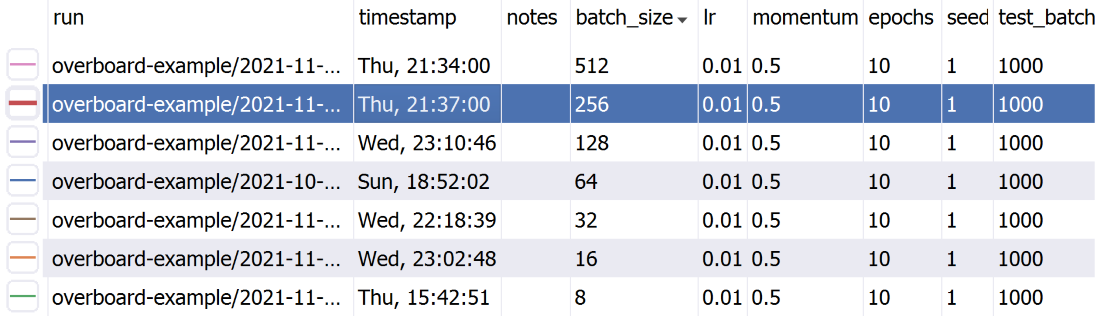 run timestamp notes batch_size lr momentum epochs seed test_batch
overboard-example/2021-11-... Thu, 21:34:00 512 0.01 0.5 10 1 1000
overboard-example/2021-11-... Thu, 21:37:00 256 0.01 0.5 10 1 1000
overboard-example/2021-11-... Wed, 23:10:46 128 0.01 0.5 10 1 1000
overboard-example/2021-10-... Sun, 18:52:02 64 0.01 0.5 10 1 1000
overboard-example/2021-11-... Wed, 22:18:39 32 0.01 0.5 10 1 1000
overboard-example/2021-11-... Wed, 23:02:48 16 0.01 0.5 10 1 1000
overboard-example/2021-11-... Thu, 15:42:51 8 0.01 0.5 10 1 1000